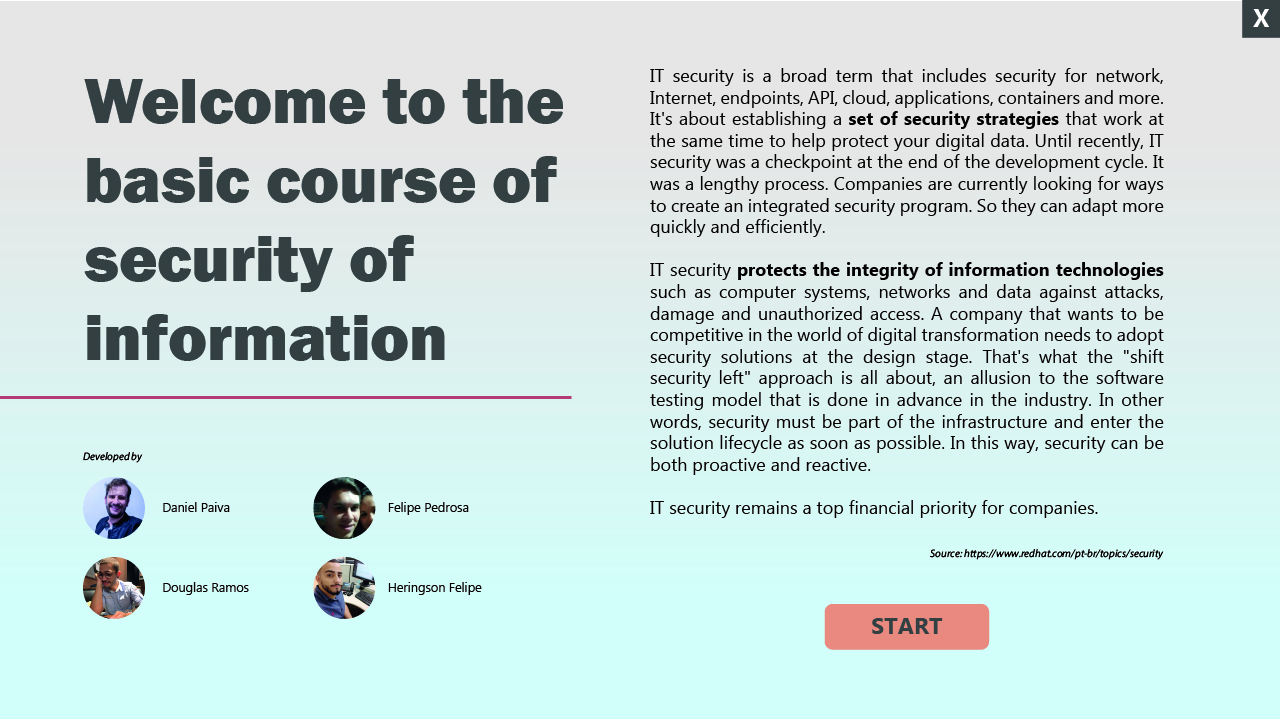 X
Welcome to the
basic course of
security of
information
Developed by
Daniel Paiva
Felipe Pedrosa
Douglas Ramos
Heringson Felipe
IT security is a broad term that includes security for network,
Internet, endpoints, API, cloud, applications, containers and more.
It's about establishing a set of security strategies that work at
the same time to help protect your digital data. Until recently, IT
security was a checkpoint at the end of the development cycle. It
was a lengthy process. Companies are currently looking for ways
to create an integrated security program. So they can adapt more
quickly and efficiently.
IT security protects the integrity of information technologies
such as computer systems, networks and data against attacks,
damage and unauthorized access. A company that wants to be
competitive in the world of digital transformation needs to adopt
security solutions at the design stage. That's what the "shift
security left" approach is all about, an allusion to the software
testing model that is done in advance in the industry. In other
words, security must be part of the infrastructure and enter the
solution lifecycle as soon as possible. In this way, security can be
both proactive and reactive.
IT security remains a top financial priority for companies.
Source: https://www.redhat.com/pt-br/topics/security
START